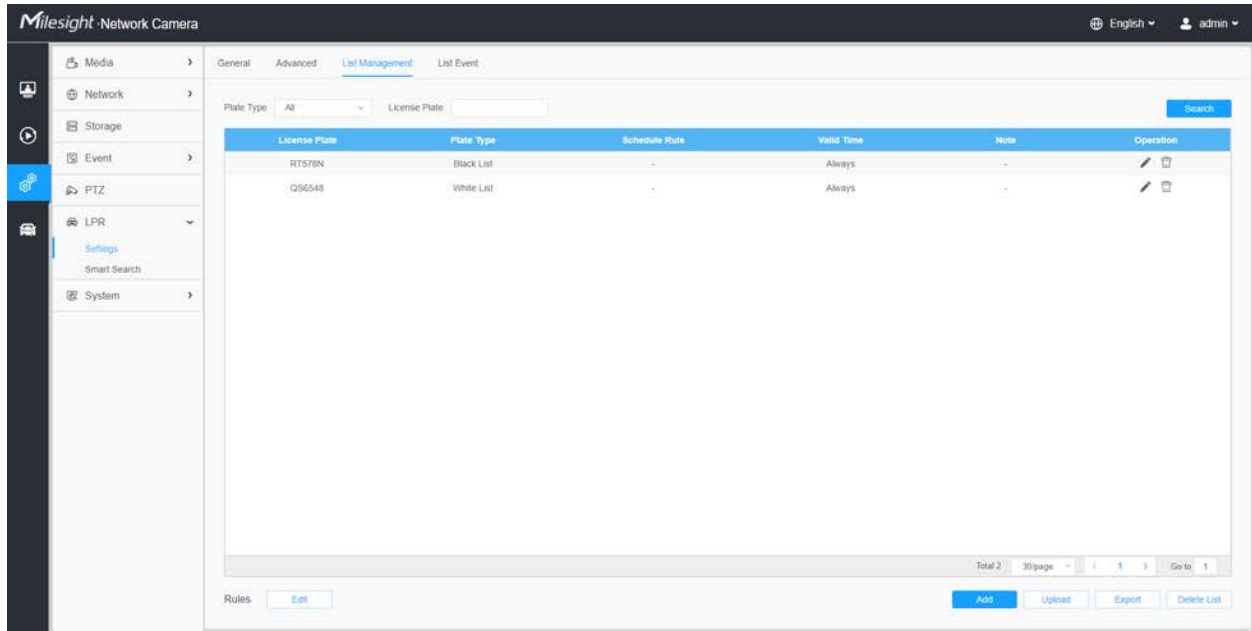 Milesight Network Camera
English
admin
Media
Network
Storage
Event
PTZ
LPR
Settings
Smart Search
System
General Advanced List Management List Event
Plate Type All License Plate Search
License Plate Plate Type Schedule Rule Valid Time Note Operation
RT578N Black List - Always -
QS6548 White List - Always -
Total 2 30/page < 1 > Go to 1
Rules Edit Add Upload Export Delete List